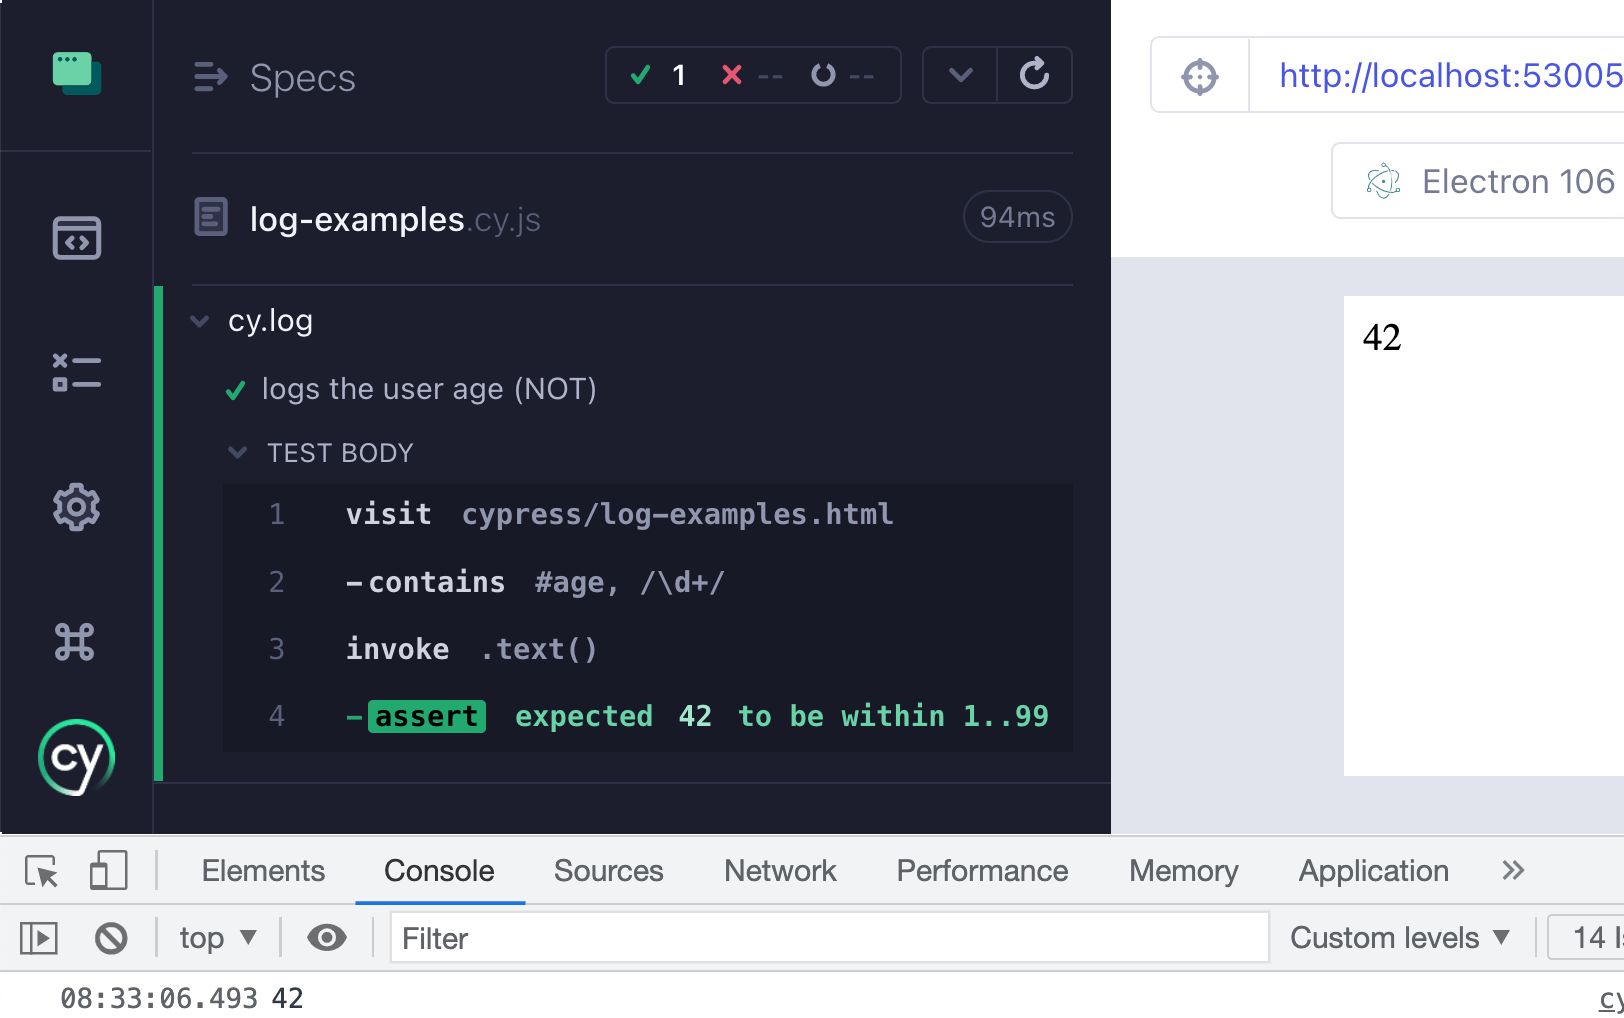 Specs
1 -- --
http://localhost:53005
Electron 106
log-examples.cy.js
94ms
42
cy.log
logs the user age (NOT)
TEST BODY
1 visit cypress/log-examples.html
2 -contains #age, /\d+/
3 invoke .text()
4 -assert expected 42 to be within 1..99
cy
Elements Console Sources Network Performance Memory Application
top Filter Custom levels 14
08:33:06.493 42 cy